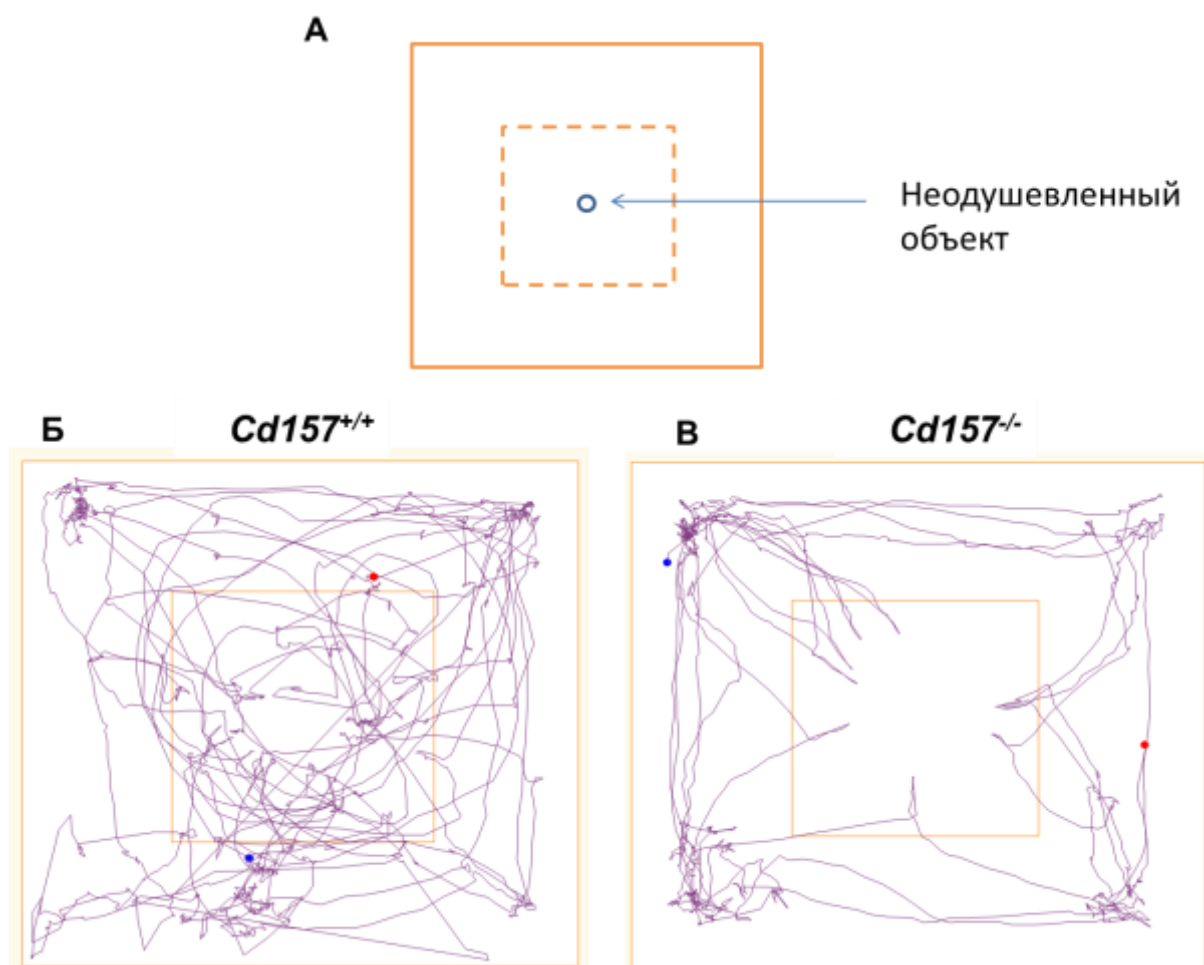 А
Неодушевленный
объект
Б
Cd157+/+
В
Cd157-/-